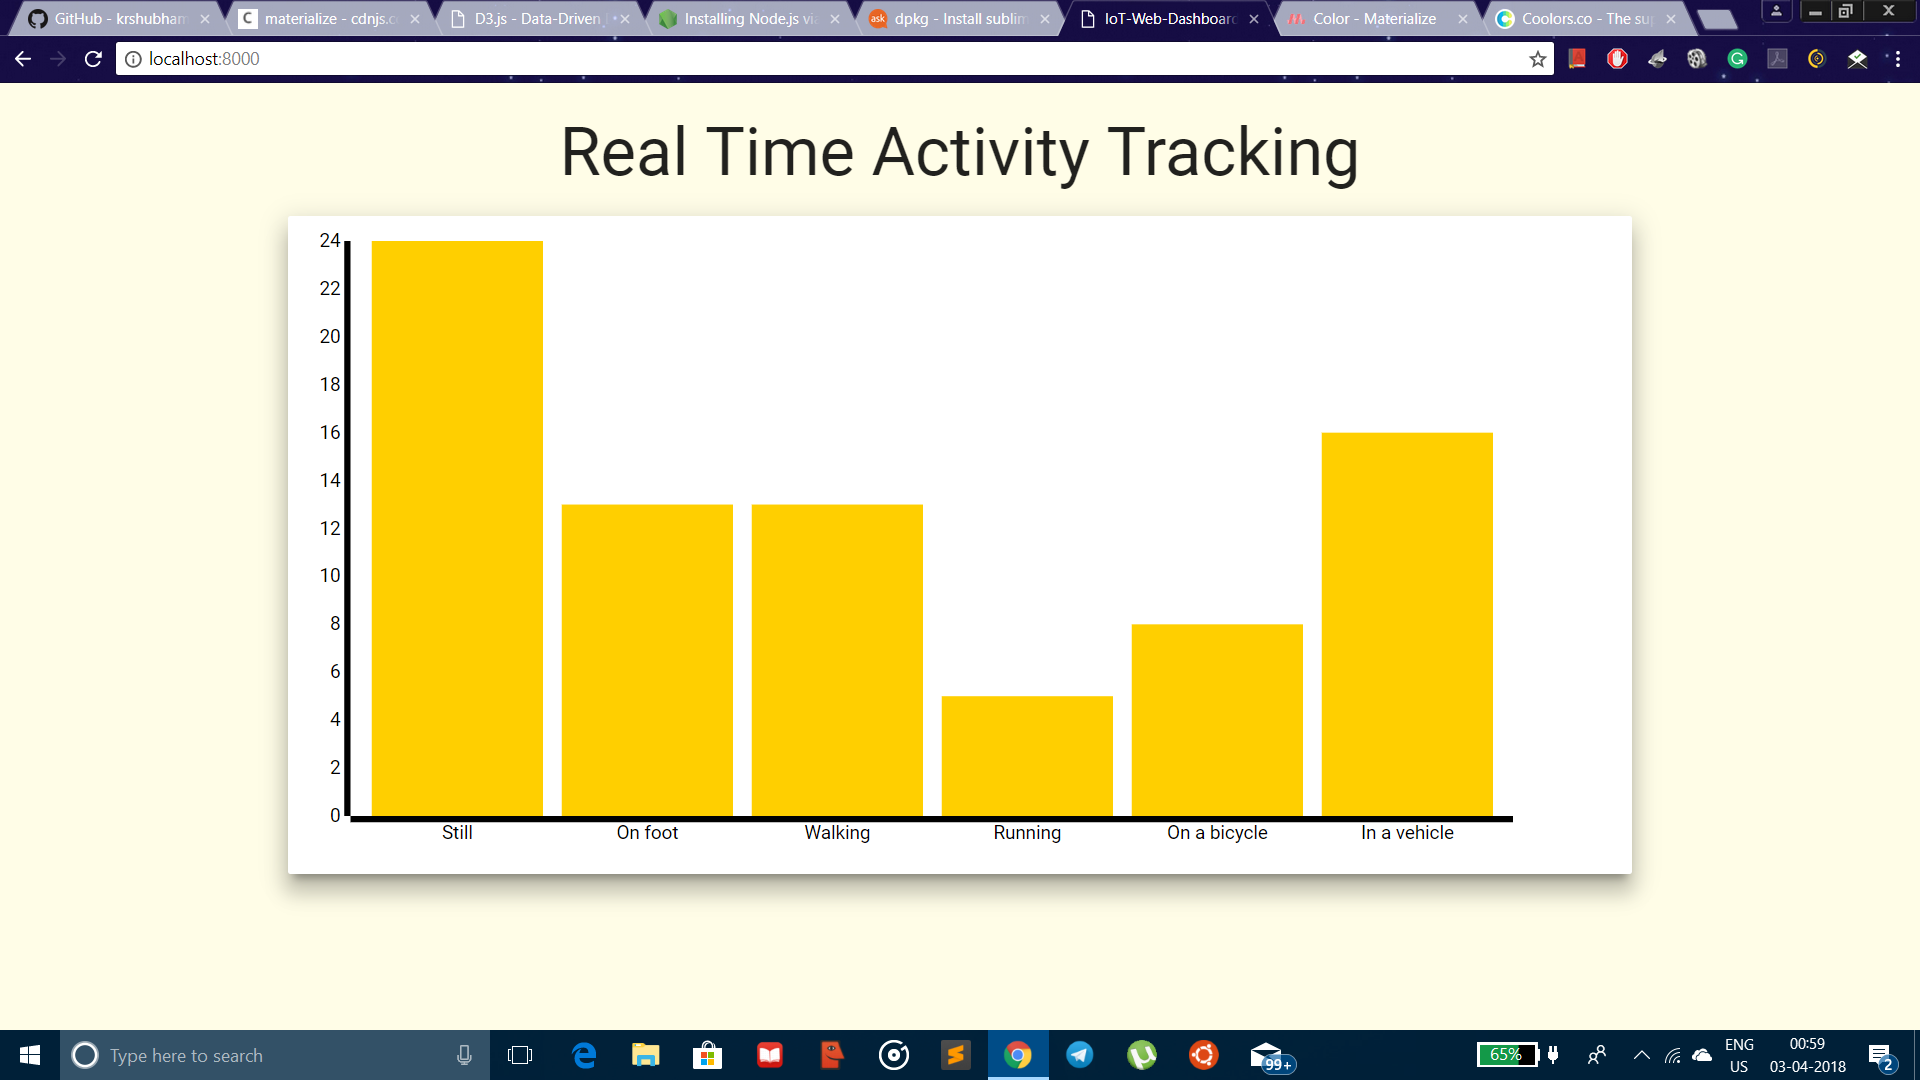 GitHub - krshubham
materialize - cdnjs.c
D3.js - Data-Driven
Installing Node.js via
dpkg - Install sublim
IoT-Web-Dashboard
Color - Materialize
Coolors.co - The su
localhost:8000
Real Time Activity Tracking
24
22
20
18
16
14
12
10
8
6
4
2
0
Still On foot Walking Running On a bicycle In a vehicle
Type here to search
99+
65%
ENG
US
00:59
03-04-2018
2